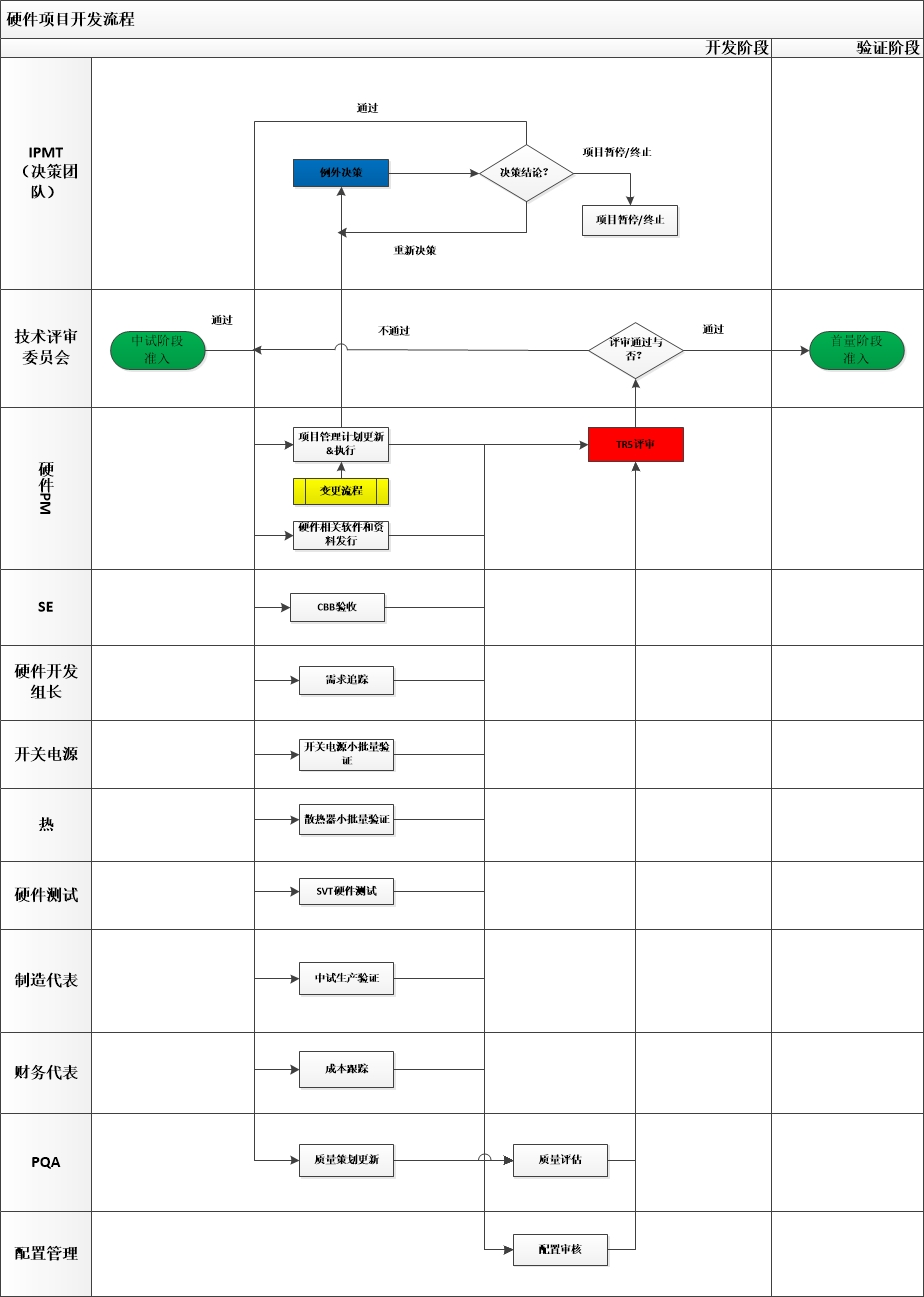 硬件项目开发流程
开发阶段
验证阶段
IPMT
（决策团
队）
通过
例外决策
决策结论？
项目暂停/终止
项目暂停/终止
重新决策
技术评审
委员会
中试阶段
准入
通过
不通过
评审通过与
否？
通过
首量阶段
准入
硬件PM
项目管理计划更新
&执行
TR5评审
变更流程
硬件相关软件和资
料发行
SE
CBB验收
硬件开发
组长
需求追踪
开关电源
开关电源小批量验
证
热
散热器小批量验证
硬件测试
SVT硬件测试
制造代表
中试生产验证
财务代表
成本跟踪
PQA
质量策划更新
质量评估
配置管理
配置审核